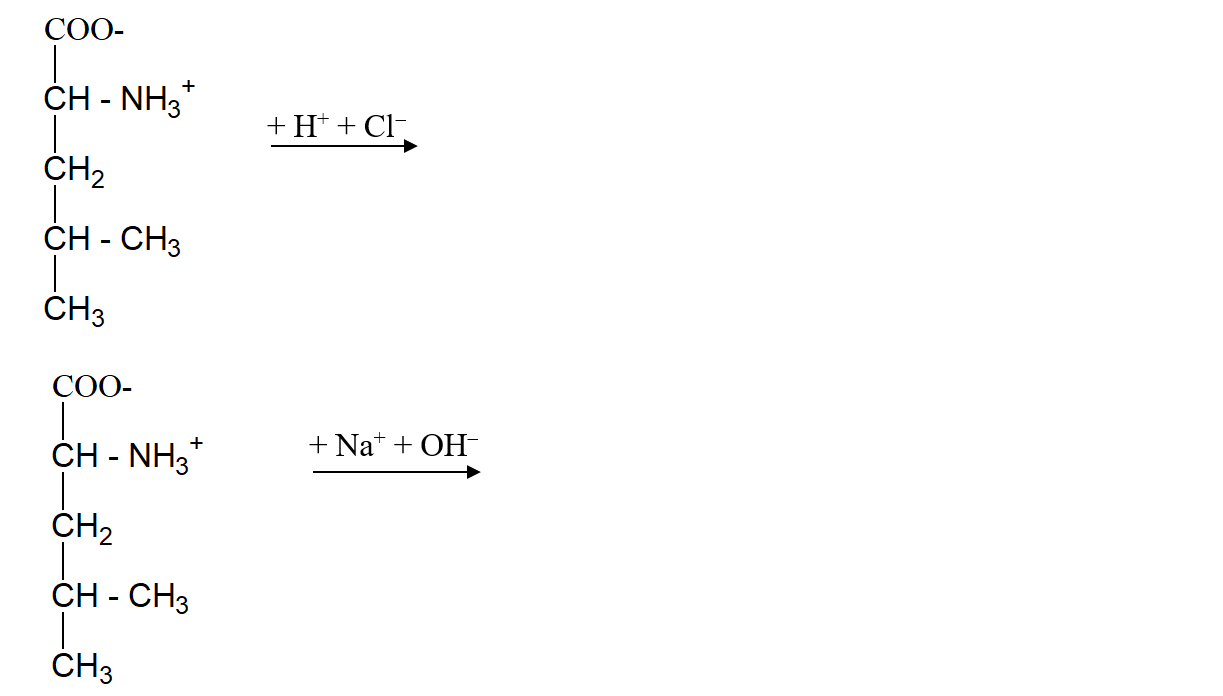 COO-
CH - NH₃⁺
+ H⁺ + Cl⁻
CH₂
CH - CH₃
CH₃
COO-
CH - NH₃⁺
+ Na⁺ + OH⁻
CH₂
CH - CH₃
CH₃